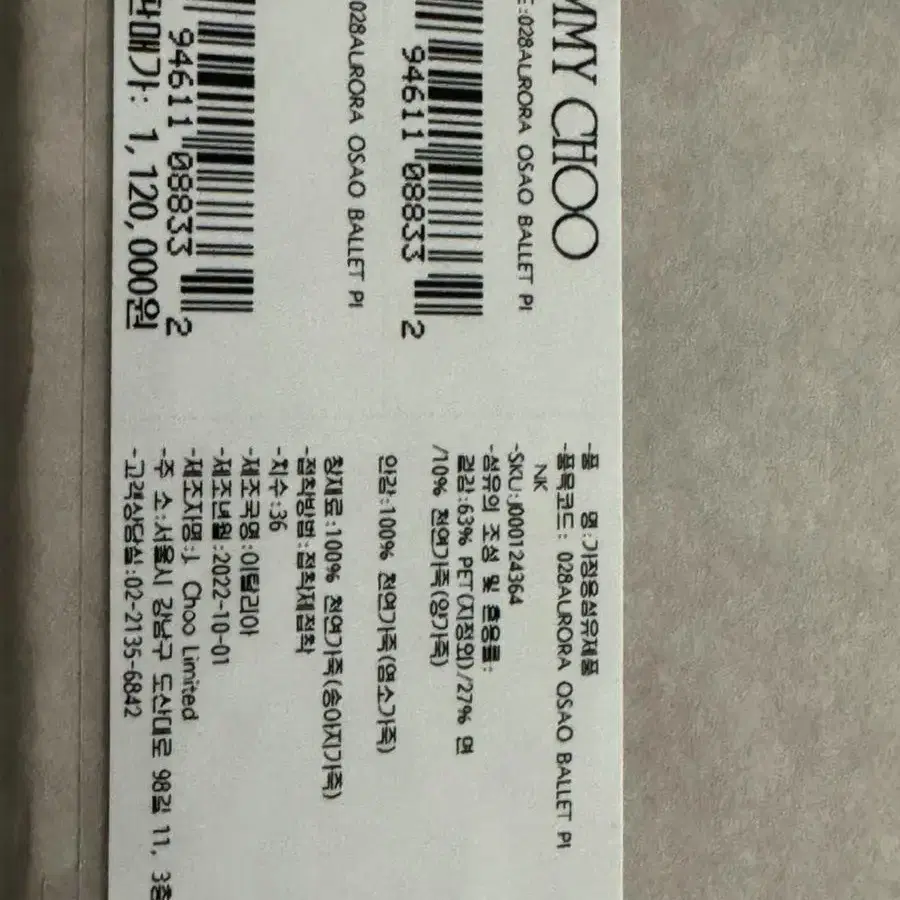 MMY CHOO
E:028ALRORA OSAO BALLET PI
94611 08833 2
028ALRORA OSAO BALLET PI
94611 08833 2
판매가: 1,120,000원
-품 명:가정용섬유제품
-품목코드: 028ALRORA OSAO BALLET PI
NK
-SKU:J000124364
-섬유의 조성 및 혼용률:
겉감:63% PET(지정외)/27% 면
/10% 천연가죽(양가죽)
안감:100% 천연가죽(염소가죽)
창재료:100% 천연가죽(송아지가죽)
-접착방법:접착제접착
-치수:36
-제조국명:이탈리아
-제조년월:2022-10-01
-제조자명:J. Choo Limited
-주 소:서울시 강남구 도산대로 98길 11, 3층
-고객상담실:02-2135-6842